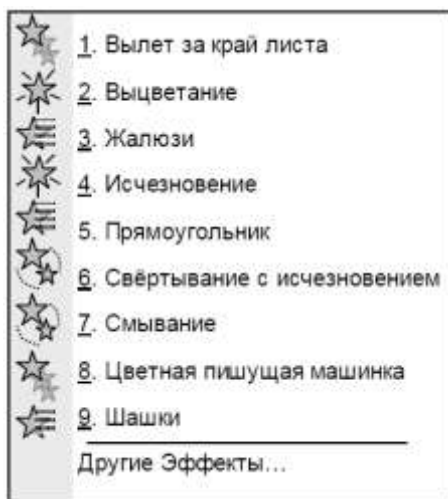 1. Вылет за край листа
2. Выцветание
3. Жалюзи
4. Исчезновение
5. Прямоугольник
6. Свёртывание с исчезновением
7. Смывание
8. Цветная пишущая машинка
9. Шашки
Другие Эффекты...